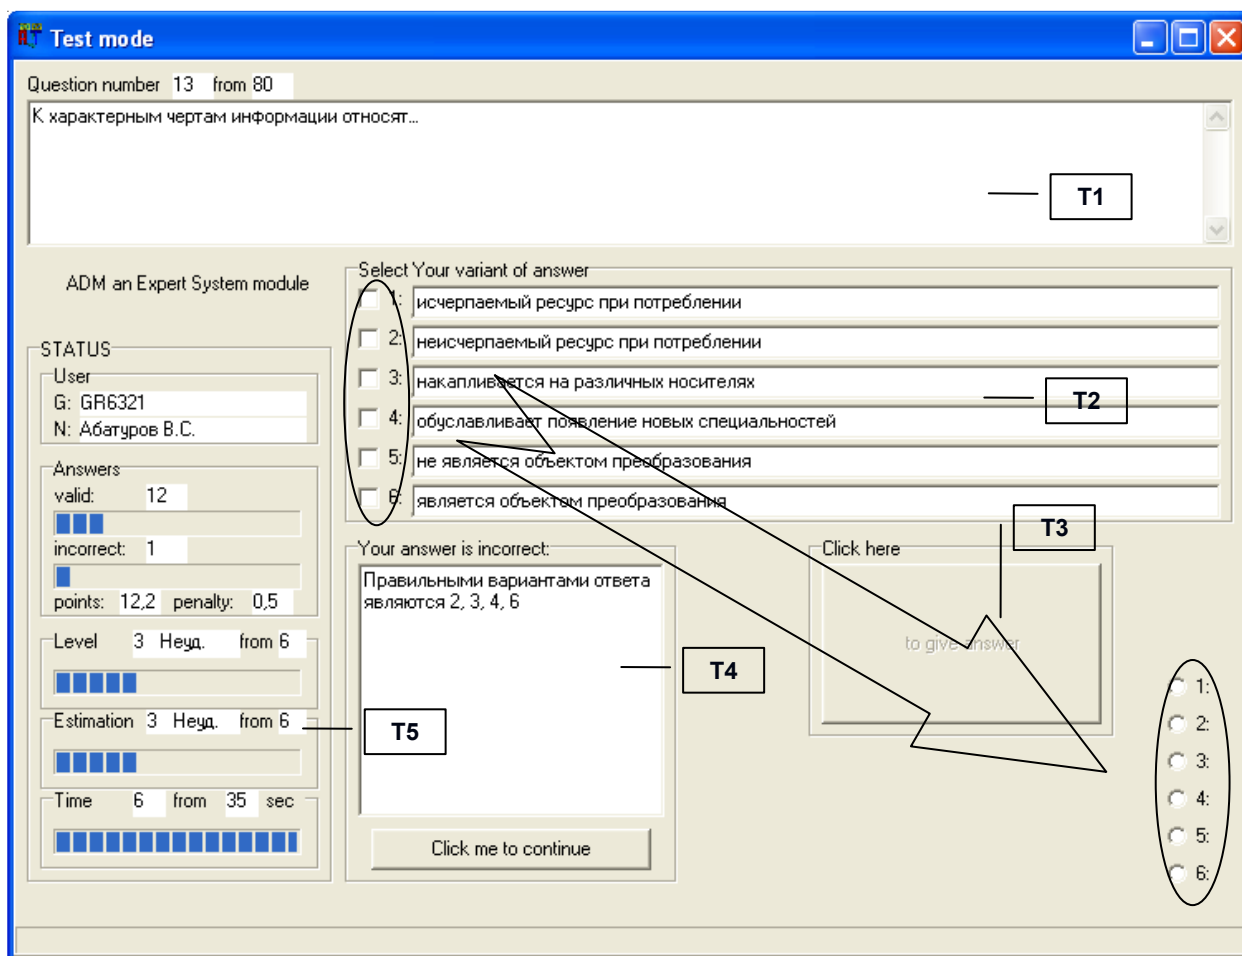 Test mode
Question number 13 from 80
К характерным чертам информации относят...
T1
ADM an Expert System module
Select Your variant of answer
1: исчерпаемый ресурс при потреблении
2: неисчерпаемый ресурс при потреблении
3: накапливается на различных носителях
4: обуславливает появление новых специальностей
5: не является объектом преобразования
6: является объектом преобразования
T2
STATUS
User
G: GR6321
N: Абатуров В.С.
Answers
valid: 12
incorrect: 1
points: 12,2 penalty: 0,5
Level 3 Неуд. from 6
Estimation 3 Неуд. from 6
Time 6 from 35 sec
T5
Your answer is incorrect:
Правильными вариантами ответа
являются 2, 3, 4, 6
T4
Click me to continue
T3
Click here
to give answer
1:
2:
3:
4:
5:
6: